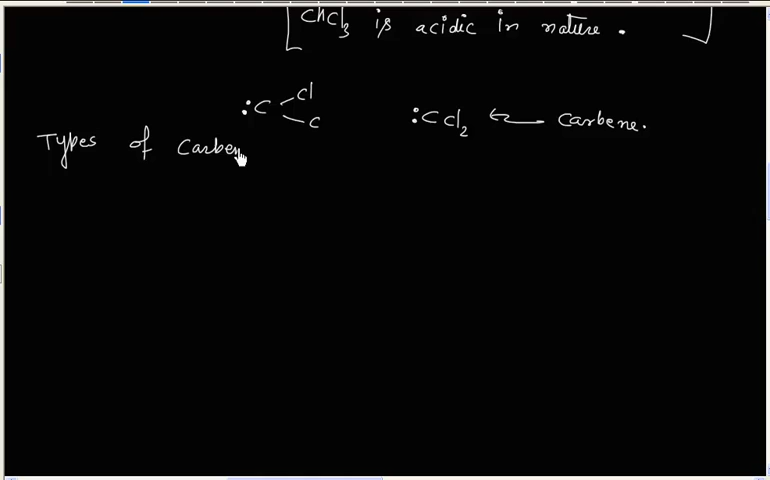 [CHCl3 is acidic in nature. ]
:C Cl C
:CCl2 ← Carbene.
Types of Carben